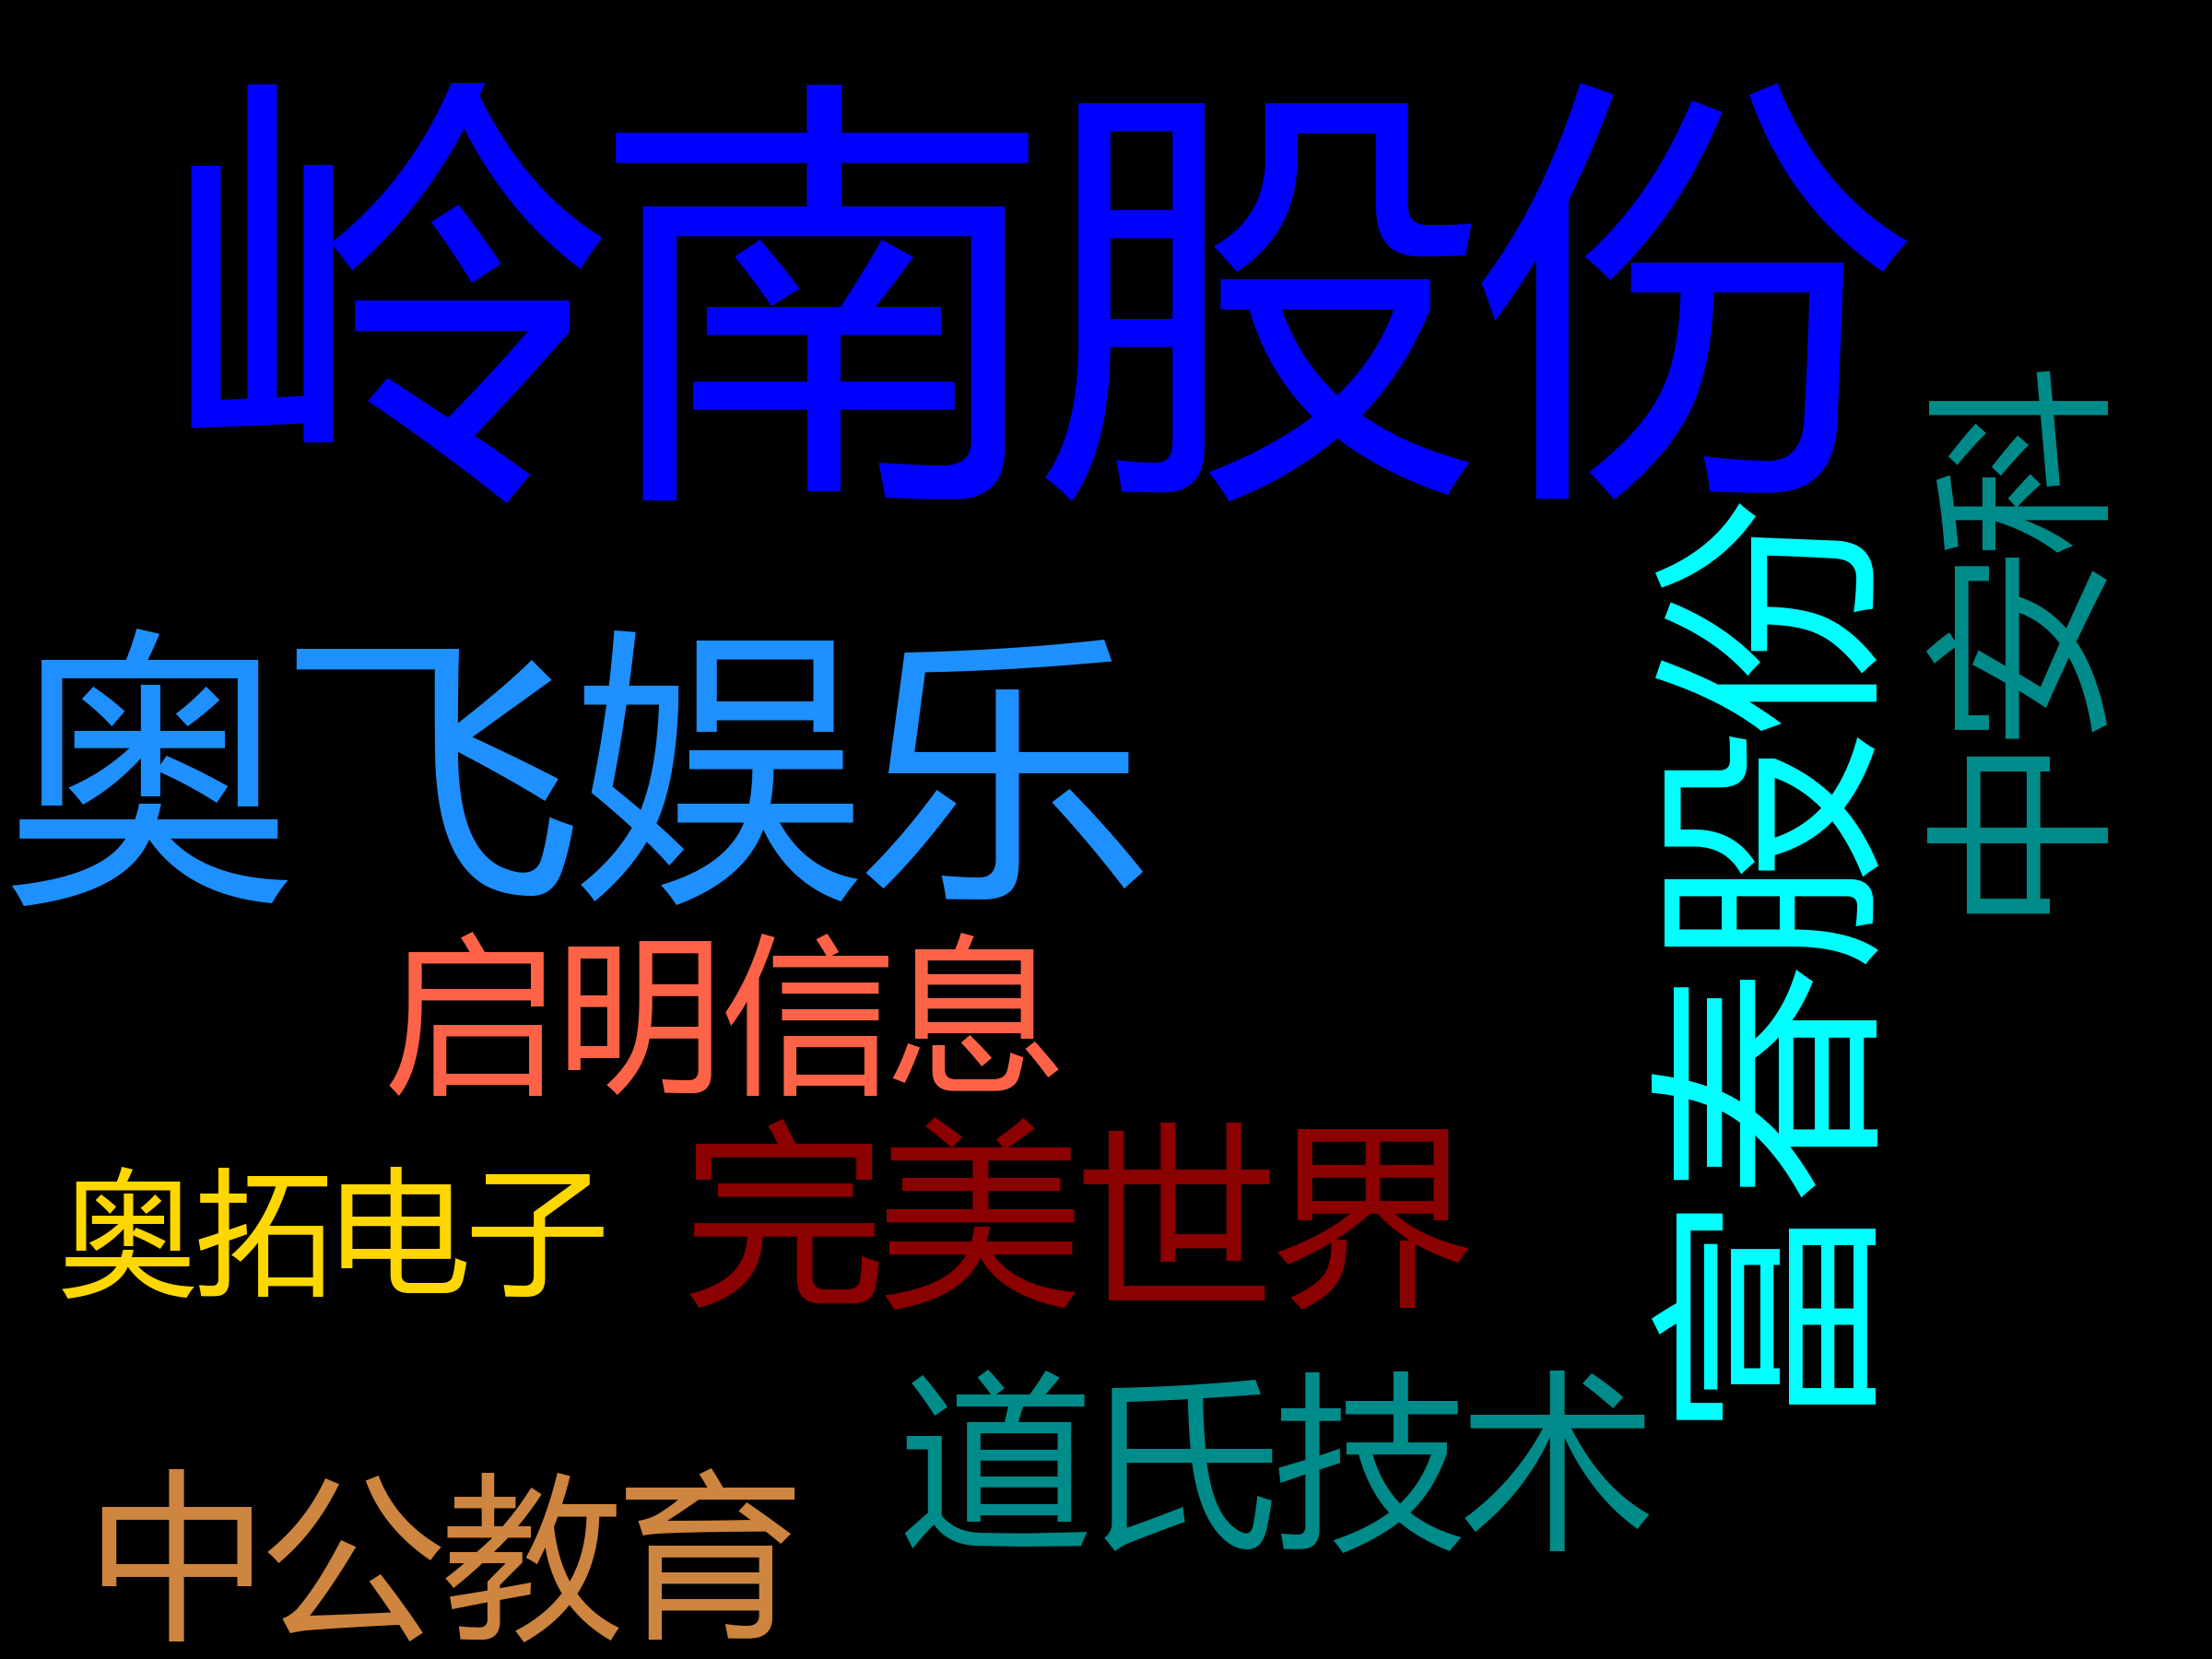 岭南股份
中安科
富春股份
奥飞娱乐
启明信息
完美世界
奥拓电子
道氏技术
中公教育